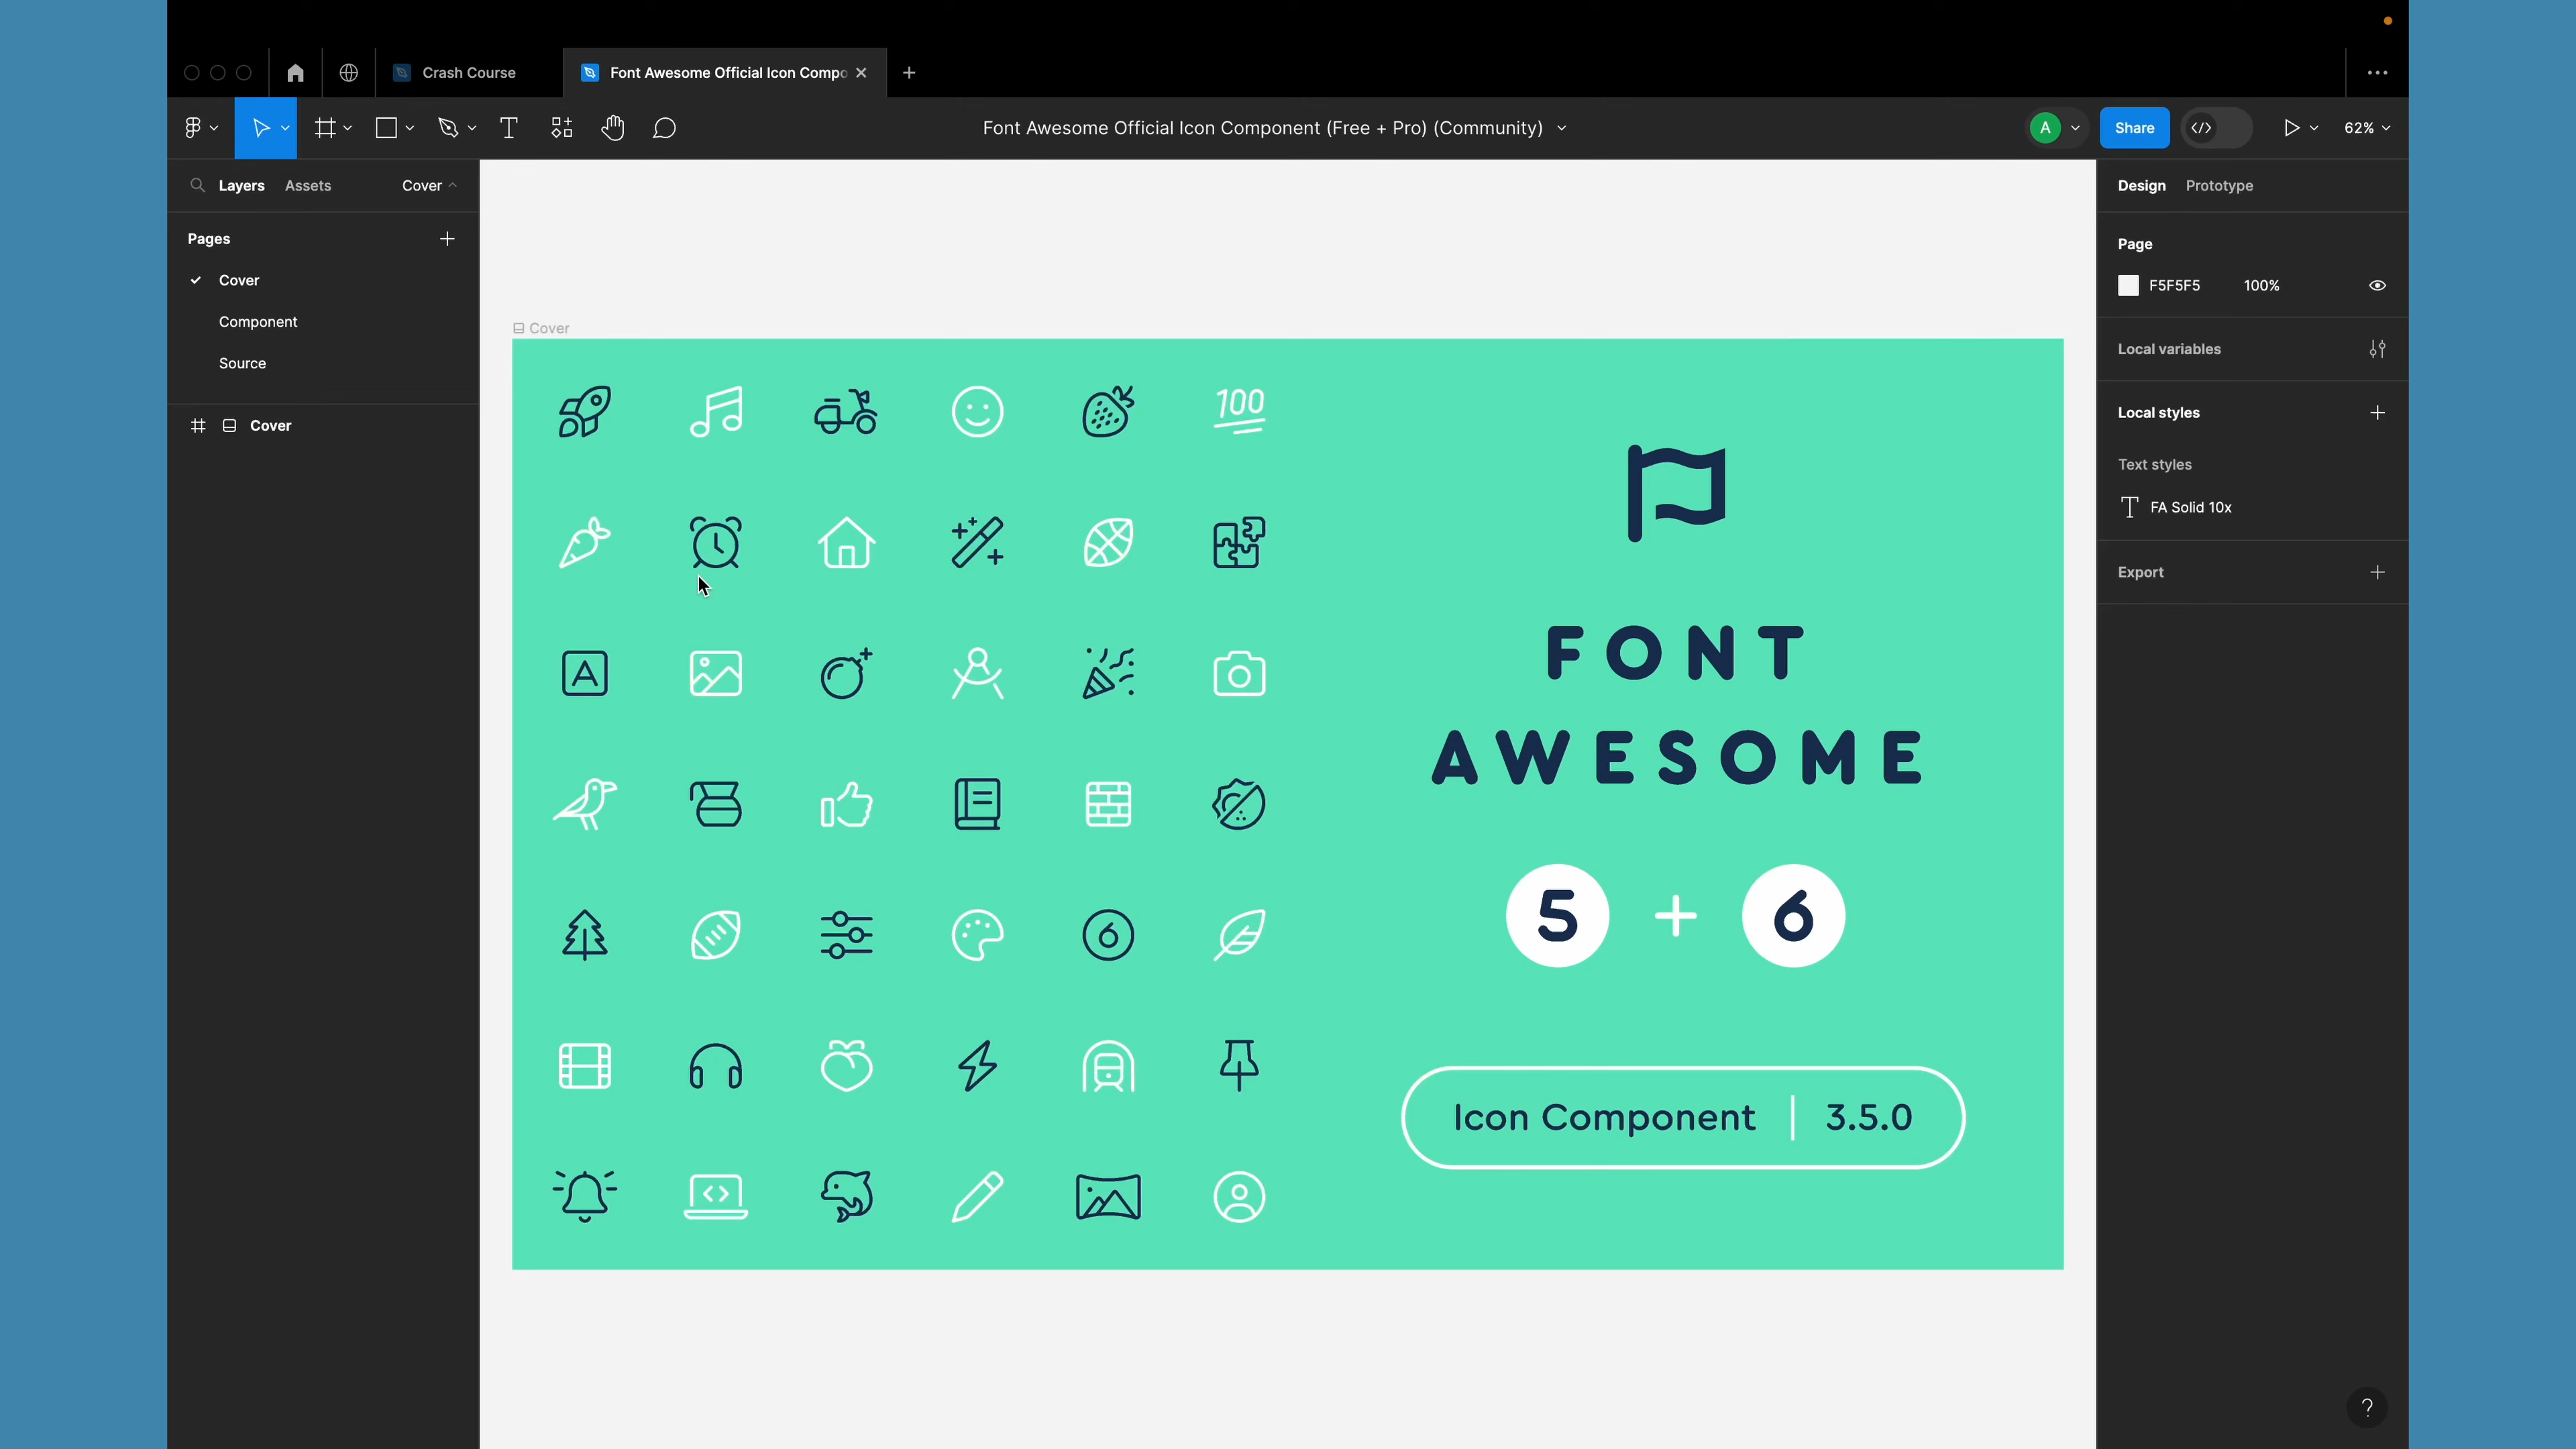 Crash Course
Font Awesome Official Icon Compo
Font Awesome Official Icon Component (Free + Pro) (Community)
A
Share
62%
Layers
Assets
Cover
Pages
Cover
Component
Source
Cover
Cover
100
A
6
FONT
AWESOME
5 + 6
Icon Component | 3.5.0
Design
Prototype
Page
F5F5F5
100%
Local variables
Local styles
Text styles
FA Solid 10x
Export
?